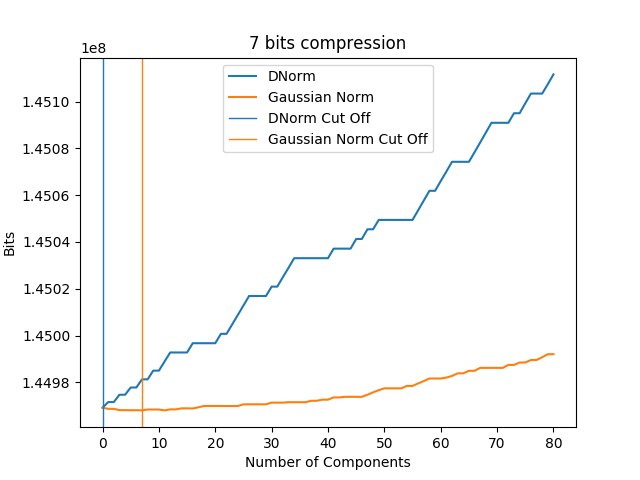 7 bits compression
1e8
DNorm
Gaussian Norm
DNorm Cut Off
Gaussian Norm Cut Off
1.4510
1.4508
1.4506
1.4504
1.4502
1.4500
1.4498
Bits
0 10 20 30 40 50 60 70 80
Number of Components